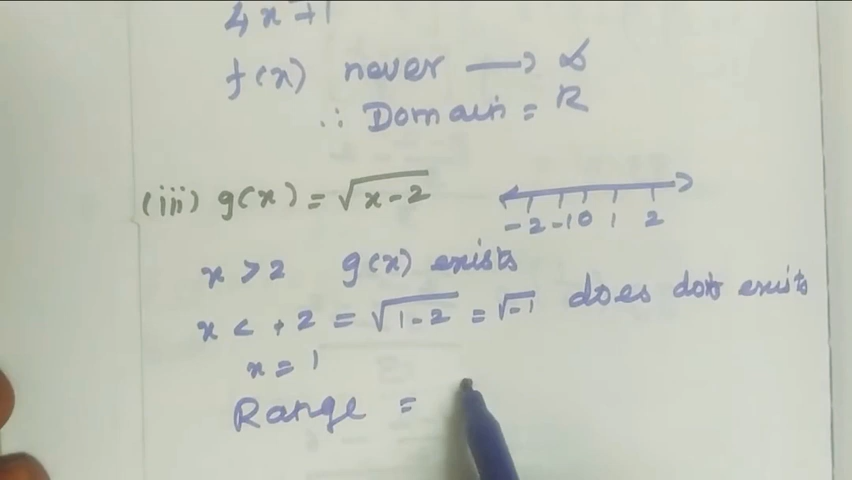 4x+1
f(x) never → ∞
∴ Domain = R
(iii) g(x) = √x-2
-2 -1 0 1 2
x > 2 g(x) exists
x < +2 = √1-2 = √-1 does dots exists
x = 1
Range =